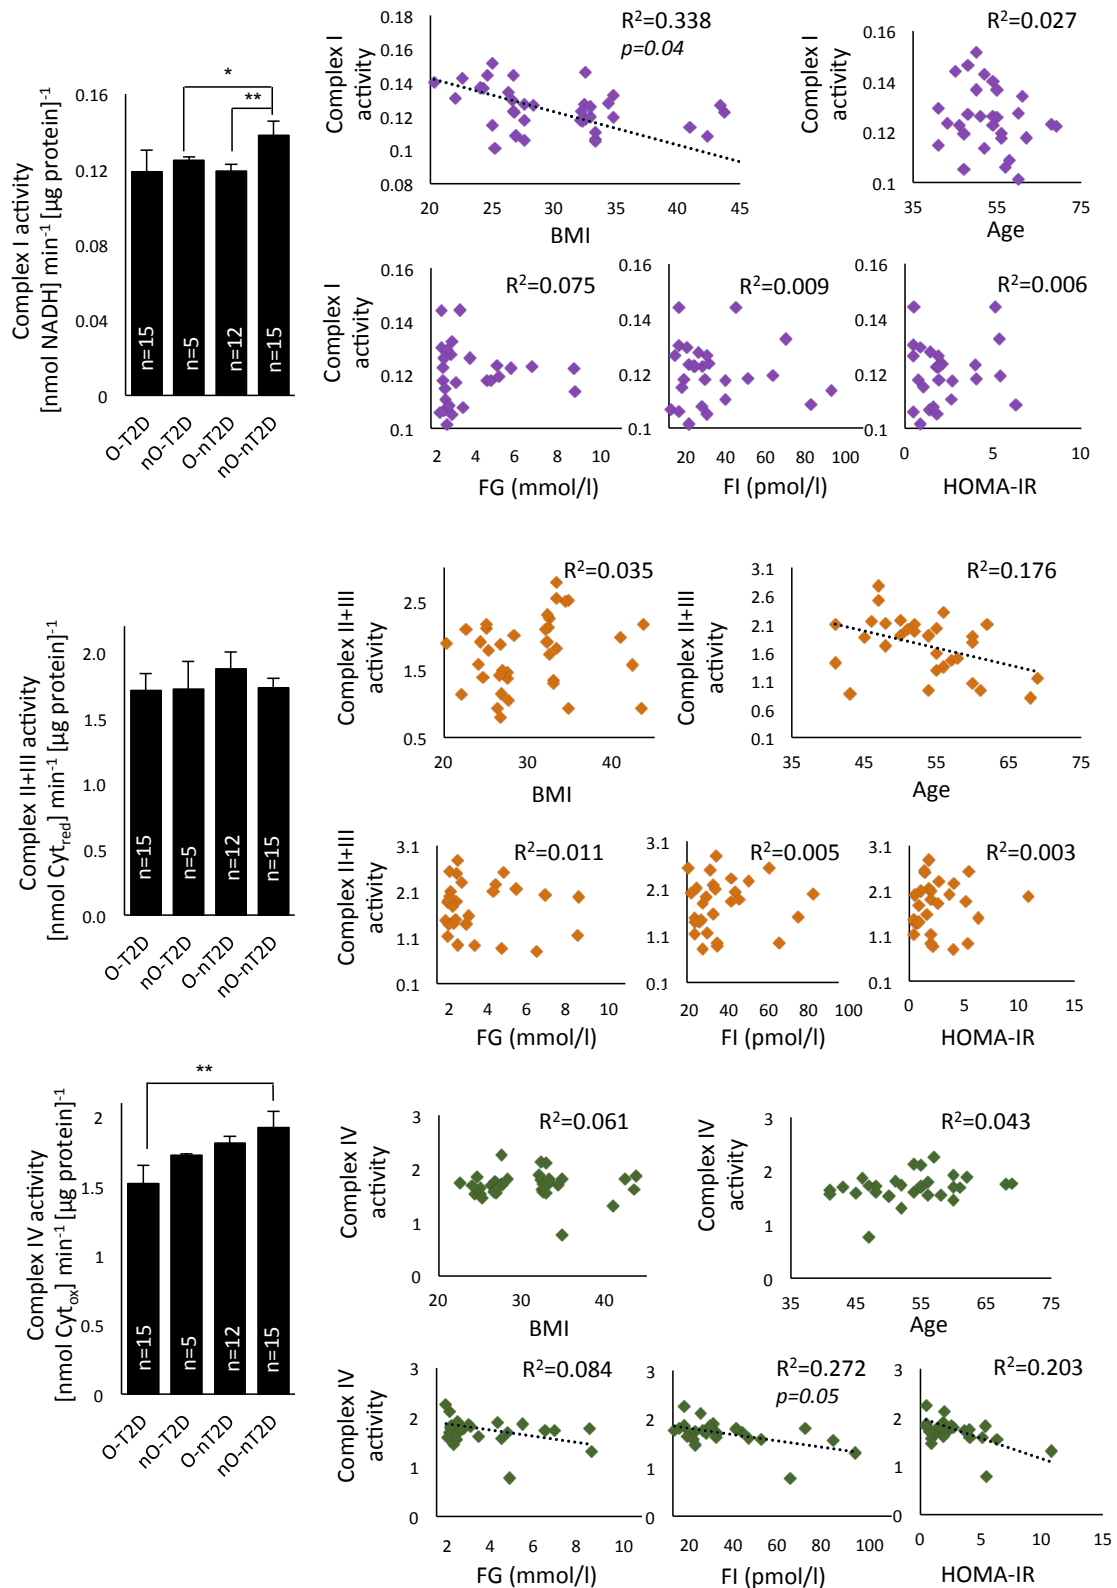 Complex I activity
[nmol NADH] min⁻¹ [µg protein]⁻¹
0.16
0.12
0.08
0.04
0
*
**
n=15
n=5
n=12
n=15
O-T2D
nO-T2D
O-nT2D
nO-nT2D
Complex I
activity
0.18
0.16
0.14
0.12
0.1
0.08
R²=0.338
p=0.04
20 25 30 35 40 45
BMI
Complex I
activity
0.18
0.16
0.14
0.12
0.1
R²=0.027
35 55 75
Age
Complex I
activity
0.16
0.14
0.12
0.1
R²=0.075
2 4 6 8 10
FG (mmol/l)
0.16
0.14
0.12
0.1
R²=0.009
20 40 60 80 100
FI (pmol/l)
0.16
0.14
0.12
0.1
R²=0.006
0 5 10
HOMA-IR
Complex II+III activity
[nmol Cyt_red] min⁻¹ [µg protein]⁻¹
2.0
1.5
1.0
0.5
0.0
n=15
n=5
n=12
n=15
O-T2D
nO-T2D
O-nT2D
nO-nT2D
Complex II+III
activity
2.5
1.5
0.5
R²=0.035
20 30 40
BMI
Complex II+III
activity
3.1
2.6
2.1
1.6
1.1
0.6
0.1
R²=0.176
35 45 55 65 75
Age
Complex II+III
activity
3.1
2.1
1.1
0.1
R²=0.011
2 4 6 8 10
FG (mmol/l)
3.1
2.1
1.1
0.1
R²=0.005
20 40 60 80 100
FI (pmol/l)
3.1
2.1
1.1
0.1
R²=0.003
0 5 10 15
HOMA-IR
Complex IV activity
[nmol Cyt_ox] min⁻¹ [µg protein]⁻¹
2
1.5
1
0.5
0
**
n=15
n=5
n=12
n=15
O-T2D
nO-T2D
O-nT2D
nO-nT2D
Complex IV
activity
3
2
1
0
R²=0.061
20 30 40
BMI
Complex IV
activity
3
2
1
0
R²=0.043
35 45 55 65 75
Age
Complex IV
activity
3
2
1
0
R²=0.084
2 4 6 8 10
FG (mmol/l)
3
2
1
0
R²=0.272
p=0.05
20 40 60 80 100
FI (pmol/l)
3
2
1
0
R²=0.203
0 5 10 15
HOMA-IR